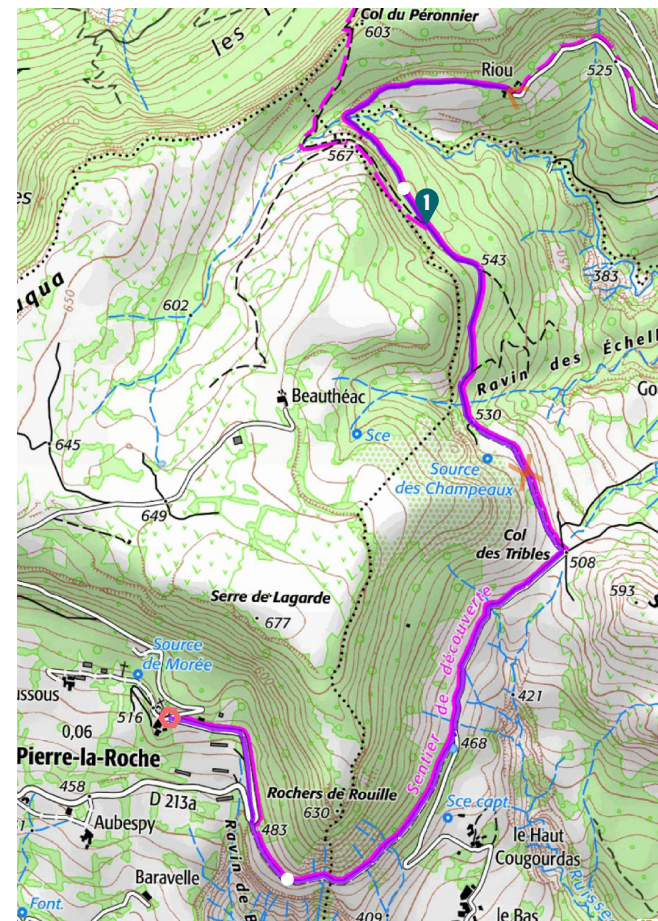 Col du Péronnier
603
les
Riou
525
567
1
543
383
uqua
650
602
Ravin des Échell
Beauthéac
530
Go
Sce
645
Source
des Champeaux
649
Col
des Tribles
508
Serre de Lagarde
593
677
Sentier de découverte
Source
de Morée
ussous
421
516
0,06
468
Pierre-la-Roche
Rochers de Rouille
458
D 213a
630
Sce capt.
Aubespy
483
le Haut
Cougourdas
Ravin de B
Baravelle
Ruisse
Font.
409
le Bas